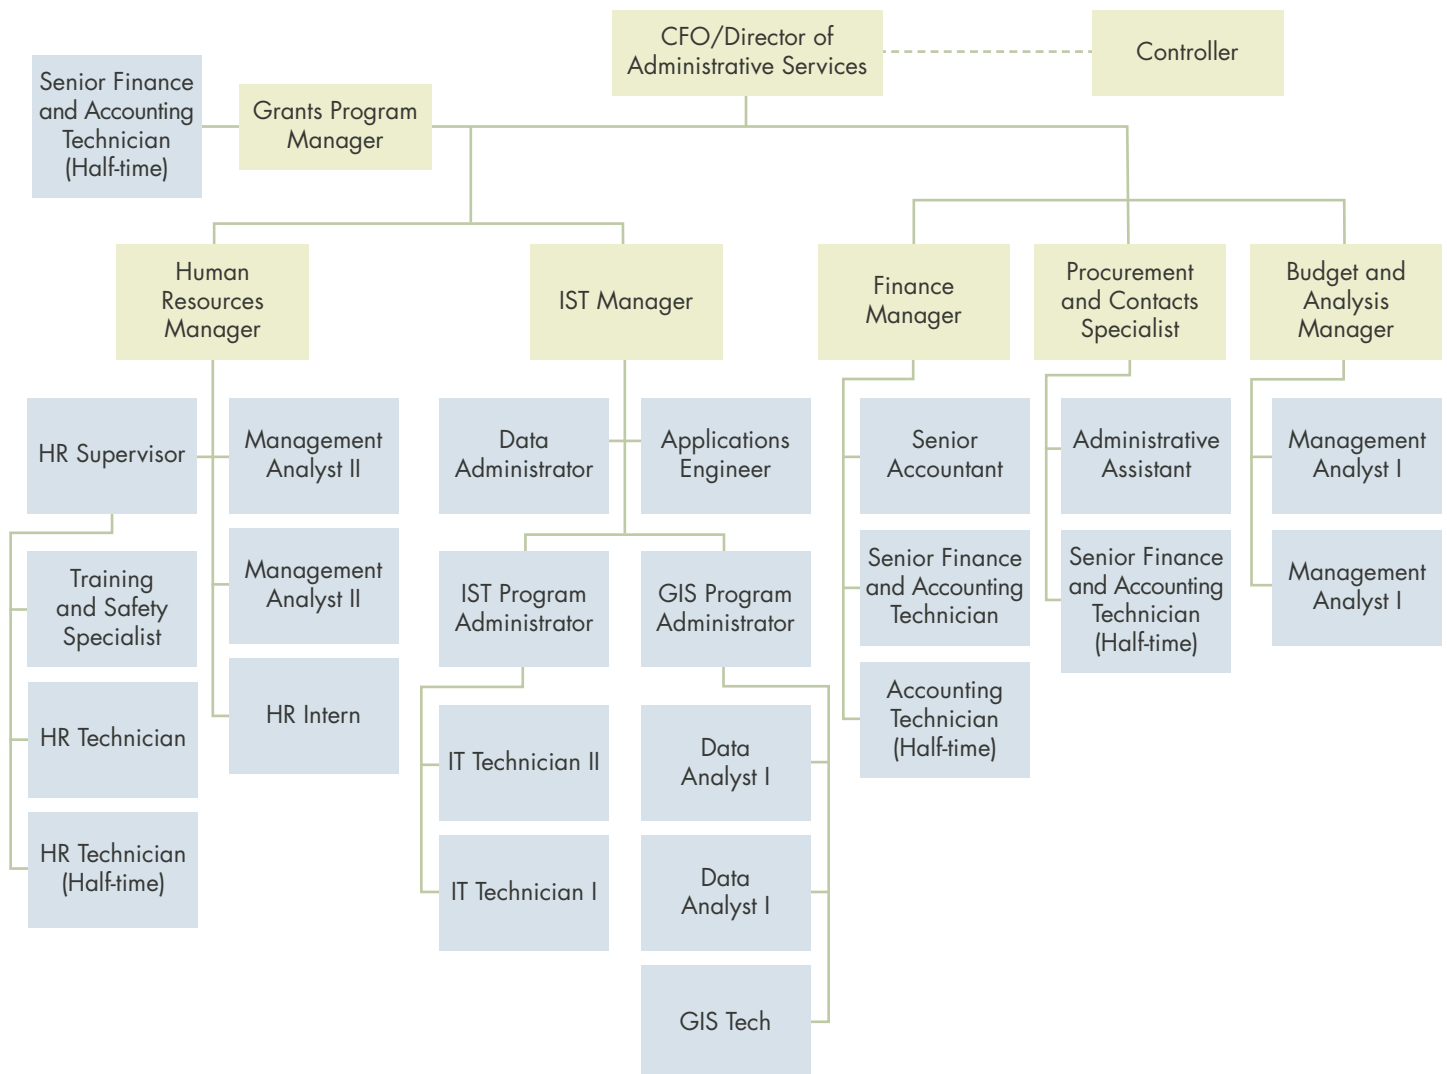 CFO/Director of
Administrative Services
Controller
Senior Finance
and Accounting
Technician
(Half-time)
Grants Program
Manager
Human
Resources
Manager
IST Manager
Finance
Manager
Procurement
and Contacts
Specialist
Budget and
Analysis
Manager
HR Supervisor
Management
Analyst II
Data
Administrator
Applications
Engineer
Senior
Accountant
Administrative
Assistant
Management
Analyst I
Training
and Safety
Specialist
Management
Analyst II
IST Program
Administrator
GIS Program
Administrator
Senior Finance
and Accounting
Technician
Senior Finance
and Accounting
Technician
(Half-time)
Management
Analyst I
HR Technician
HR Intern
IT Technician II
Data
Analyst I
Accounting
Technician
(Half-time)
HR Technician
(Half-time)
IT Technician I
Data
Analyst I
GIS Tech